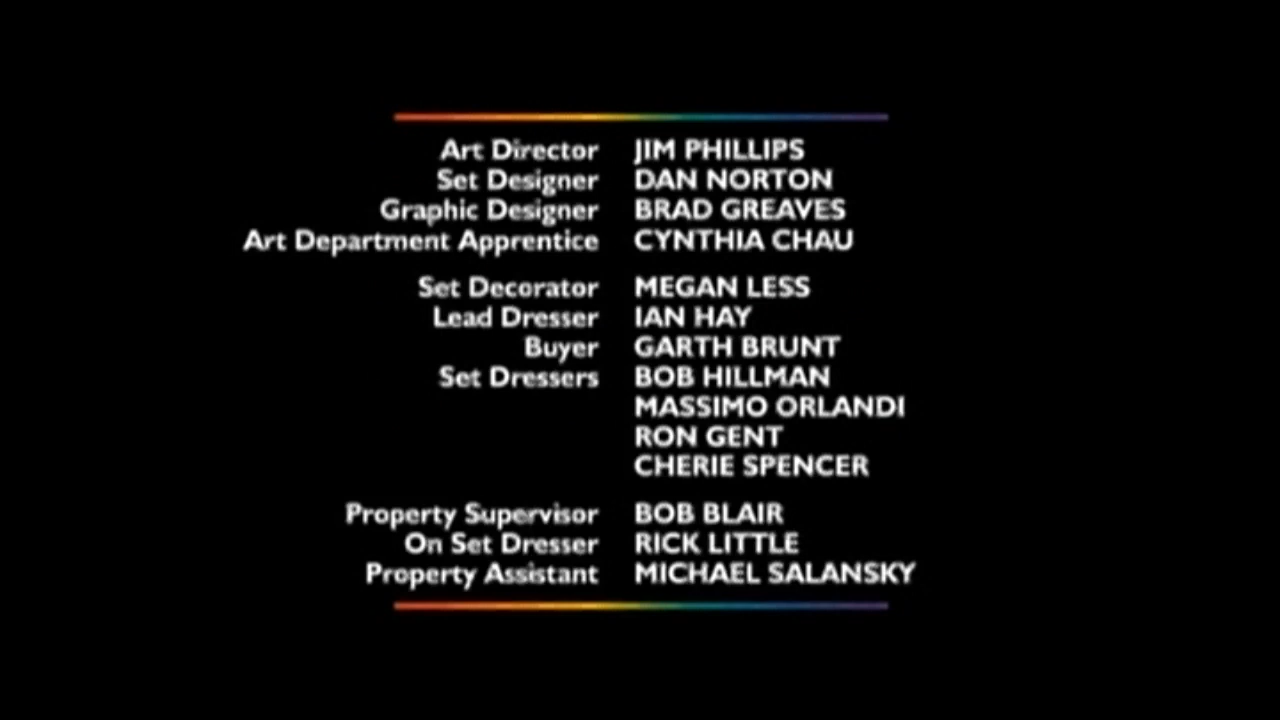 Art Director JIM PHILLIPS
Set Designer DAN NORTON
Graphic Designer BRAD GREAVES
Art Department Apprentice CYNTHIA CHAU
Set Decorator MEGAN LESS
Lead Dresser IAN HAY
Buyer GARTH BRUNT
Set Dressers BOB HILLMAN
MASSIMO ORLANDI
RON GENT
CHERIE SPENCER
Property Supervisor BOB BLAIR
On Set Dresser RICK LITTLE
Property Assistant MICHAEL SALANSKY